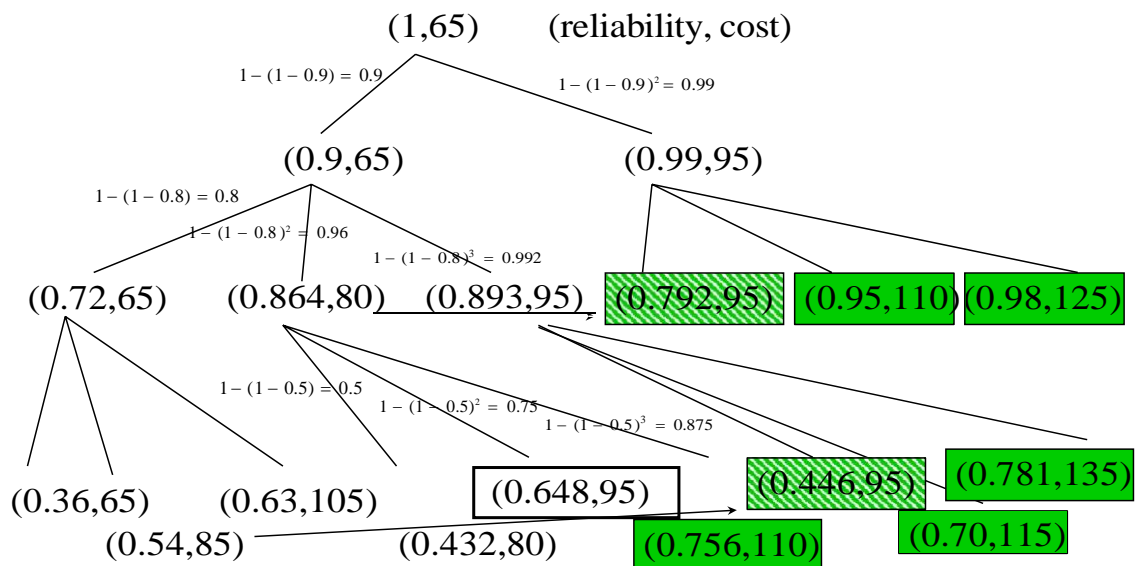 (1,65) (reliability, cost)
1 − (1 − 0.9) = 0.9
1 − (1 − 0.9)² = 0.99
(0.9,65) (0.99,95)
1 − (1 − 0.8) = 0.8
1 − (1 − 0.8)² = 0.96
1 − (1 − 0.8)³ = 0.992
(0.72,65) (0.864,80) (0.893,95) (0.792,95) (0.95,110) (0.98,125)
1 − (1 − 0.5) = 0.5
1 − (1 − 0.5)² = 0.75
1 − (1 − 0.5)³ = 0.875
(0.36,65) (0.63,105) (0.648,95) (0.446,95) (0.781,135)
(0.54,85) (0.432,80) (0.756,110) (0.70,115)